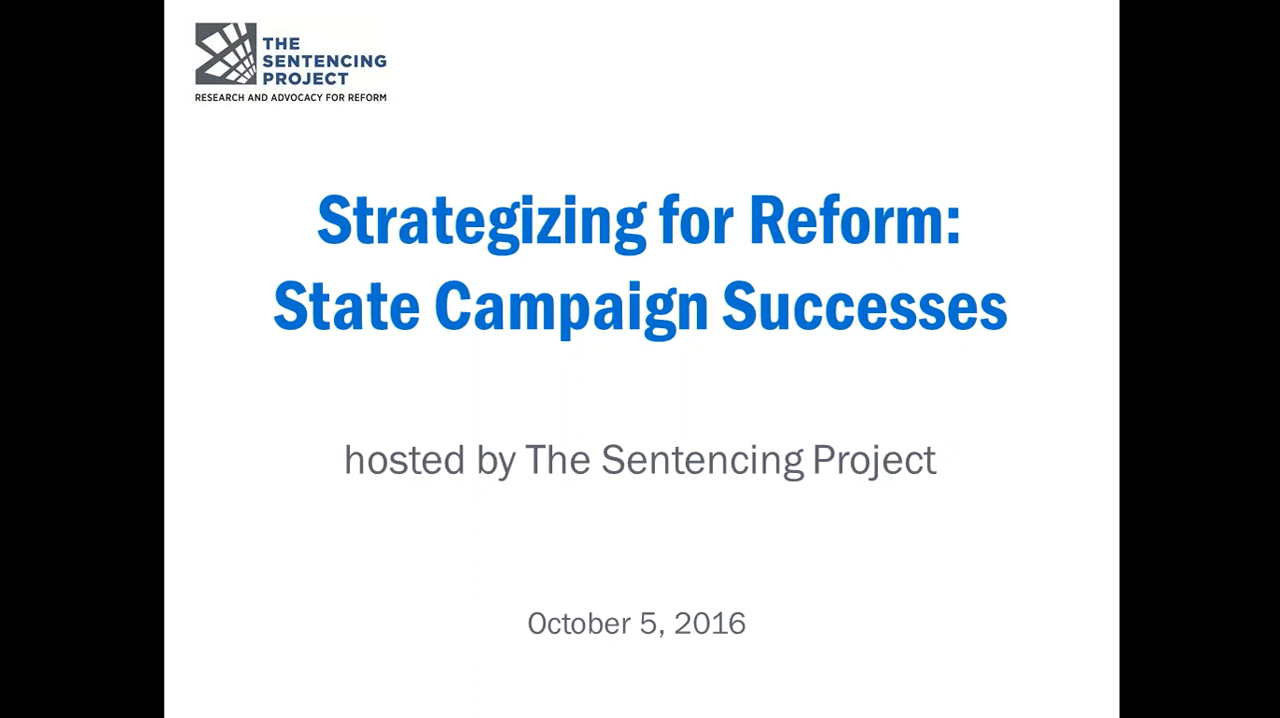 THE
SENTENCING
PROJECT
RESEARCH AND ADVOCACY FOR REFORM
Strategizing for Reform:
State Campaign Successes
hosted by The Sentencing Project
October 5, 2016